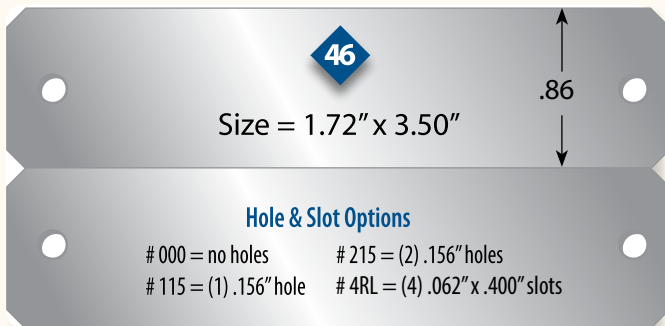 46
.86
Size = 1.72” x 3.50”
Hole & Slot Options
# 000 = no holes
# 215 = (2) .156” holes
# 115 = (1) .156” hole
# 4RL = (4) .062” x .400” slots